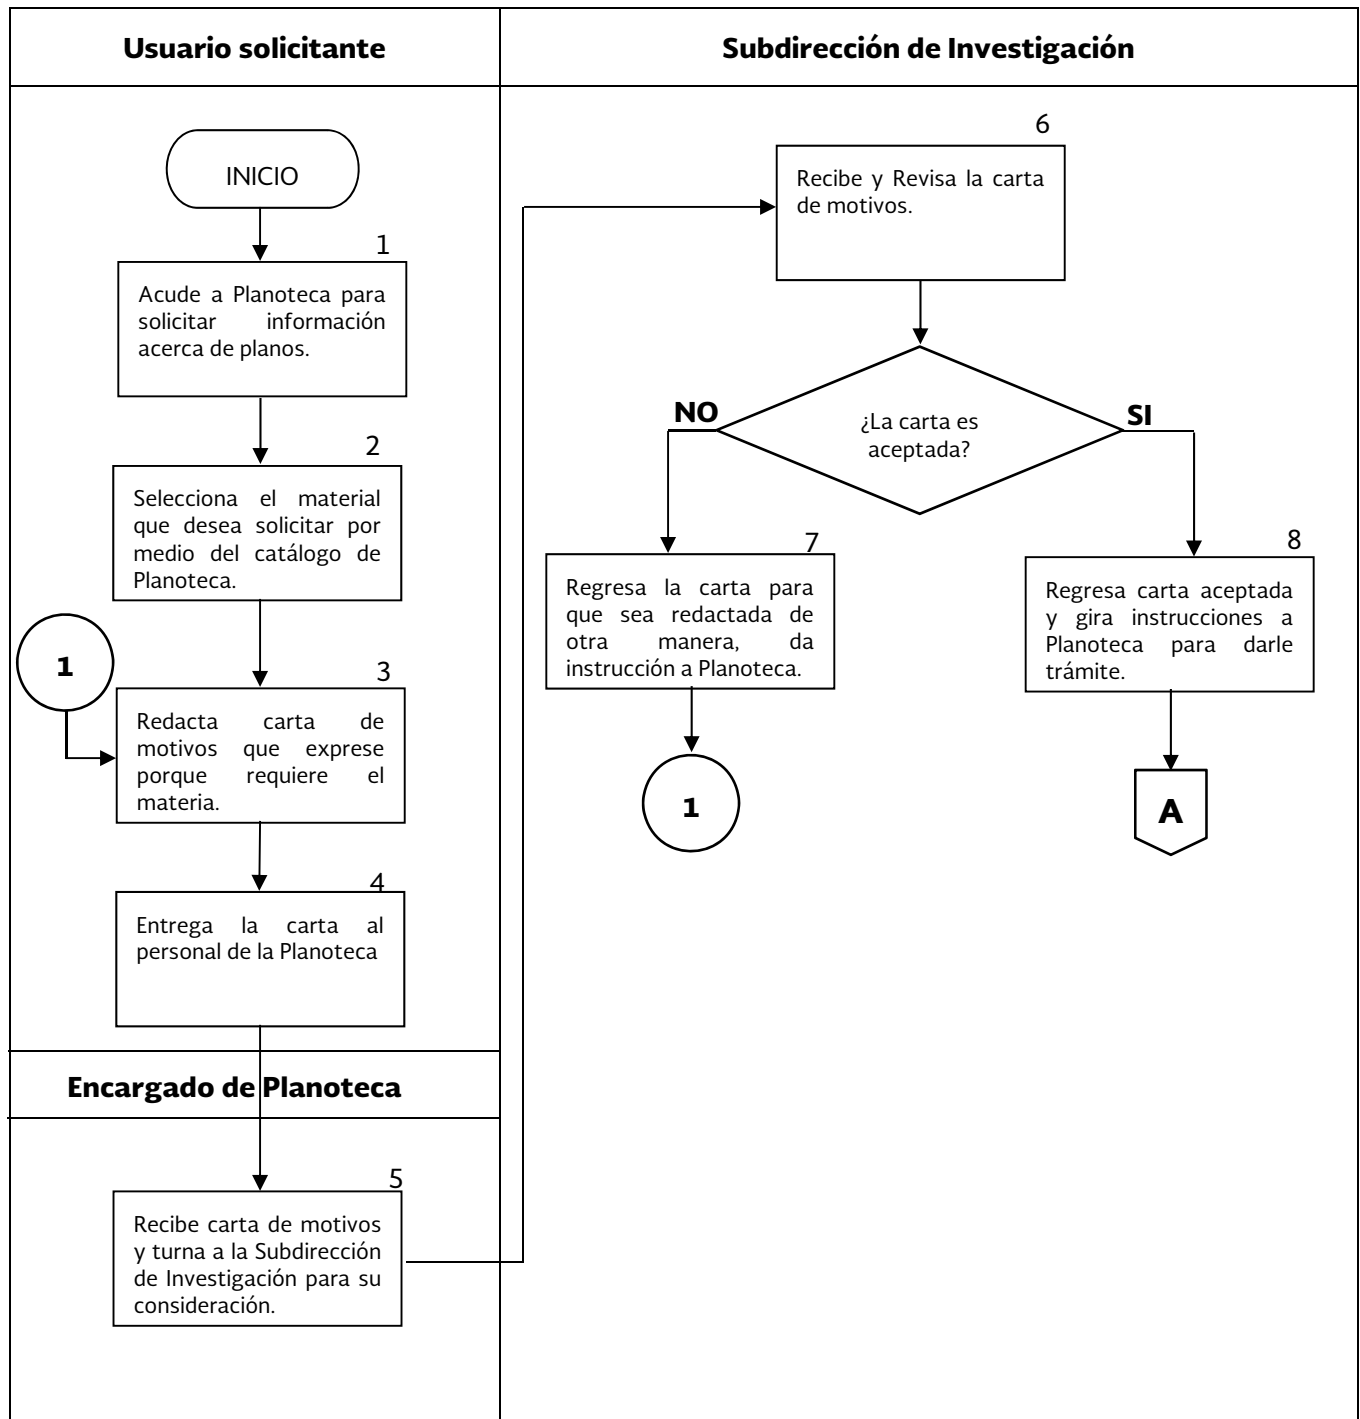 Usuario solicitante
Subdirección de Investigación
INICIO
1
Acude a Planoteca para
solicitar información
acerca de planos.
2
Selecciona el material
que desea solicitar por
medio del catálogo de
Planoteca.
1
3
Redacta carta de
motivos que exprese
porque requiere el
materia.
4
Entrega la carta al
personal de la Planoteca
Encargado de Planoteca
5
Recibe carta de motivos
y turna a la Subdirección
de Investigación para su
consideración.
6
Recibe y Revisa la carta
de motivos.
¿La carta es
aceptada?
NO
SI
7
Regresa la carta para
que sea redactada de
otra manera, da
instrucción a Planoteca.
1
8
Regresa carta aceptada
y gira instrucciones a
Planoteca para darle
trámite.
A